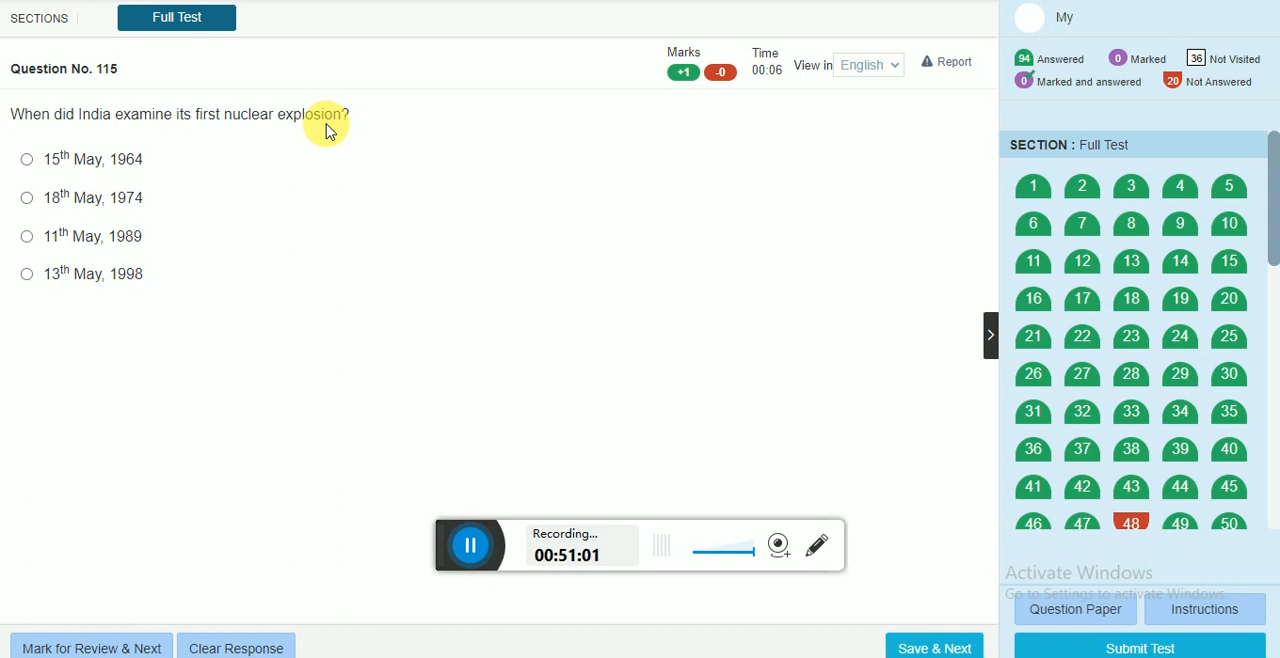 SECTIONS
Full Test
My
Question No. 115
Marks
+1 -0
Time
00:06
View in English
Report
94 Answered
0 Marked
36 Not Visited
0 Marked and answered
20 Not Answered
When did India examine its first nuclear explosion?
15th May, 1964
18th May, 1974
11th May, 1989
13th May, 1998
SECTION : Full Test
1 2 3 4 5
6 7 8 9 10
11 12 13 14 15
16 17 18 19 20
21 22 23 24 25
26 27 28 29 30
31 32 33 34 35
36 37 38 39 40
41 42 43 44 45
46 47 48 49 50
Recording...
00:51:01
Activate Windows
Go to Settings to activate Windows.
Question Paper
Instructions
Mark for Review & Next
Clear Response
Save & Next
Submit Test